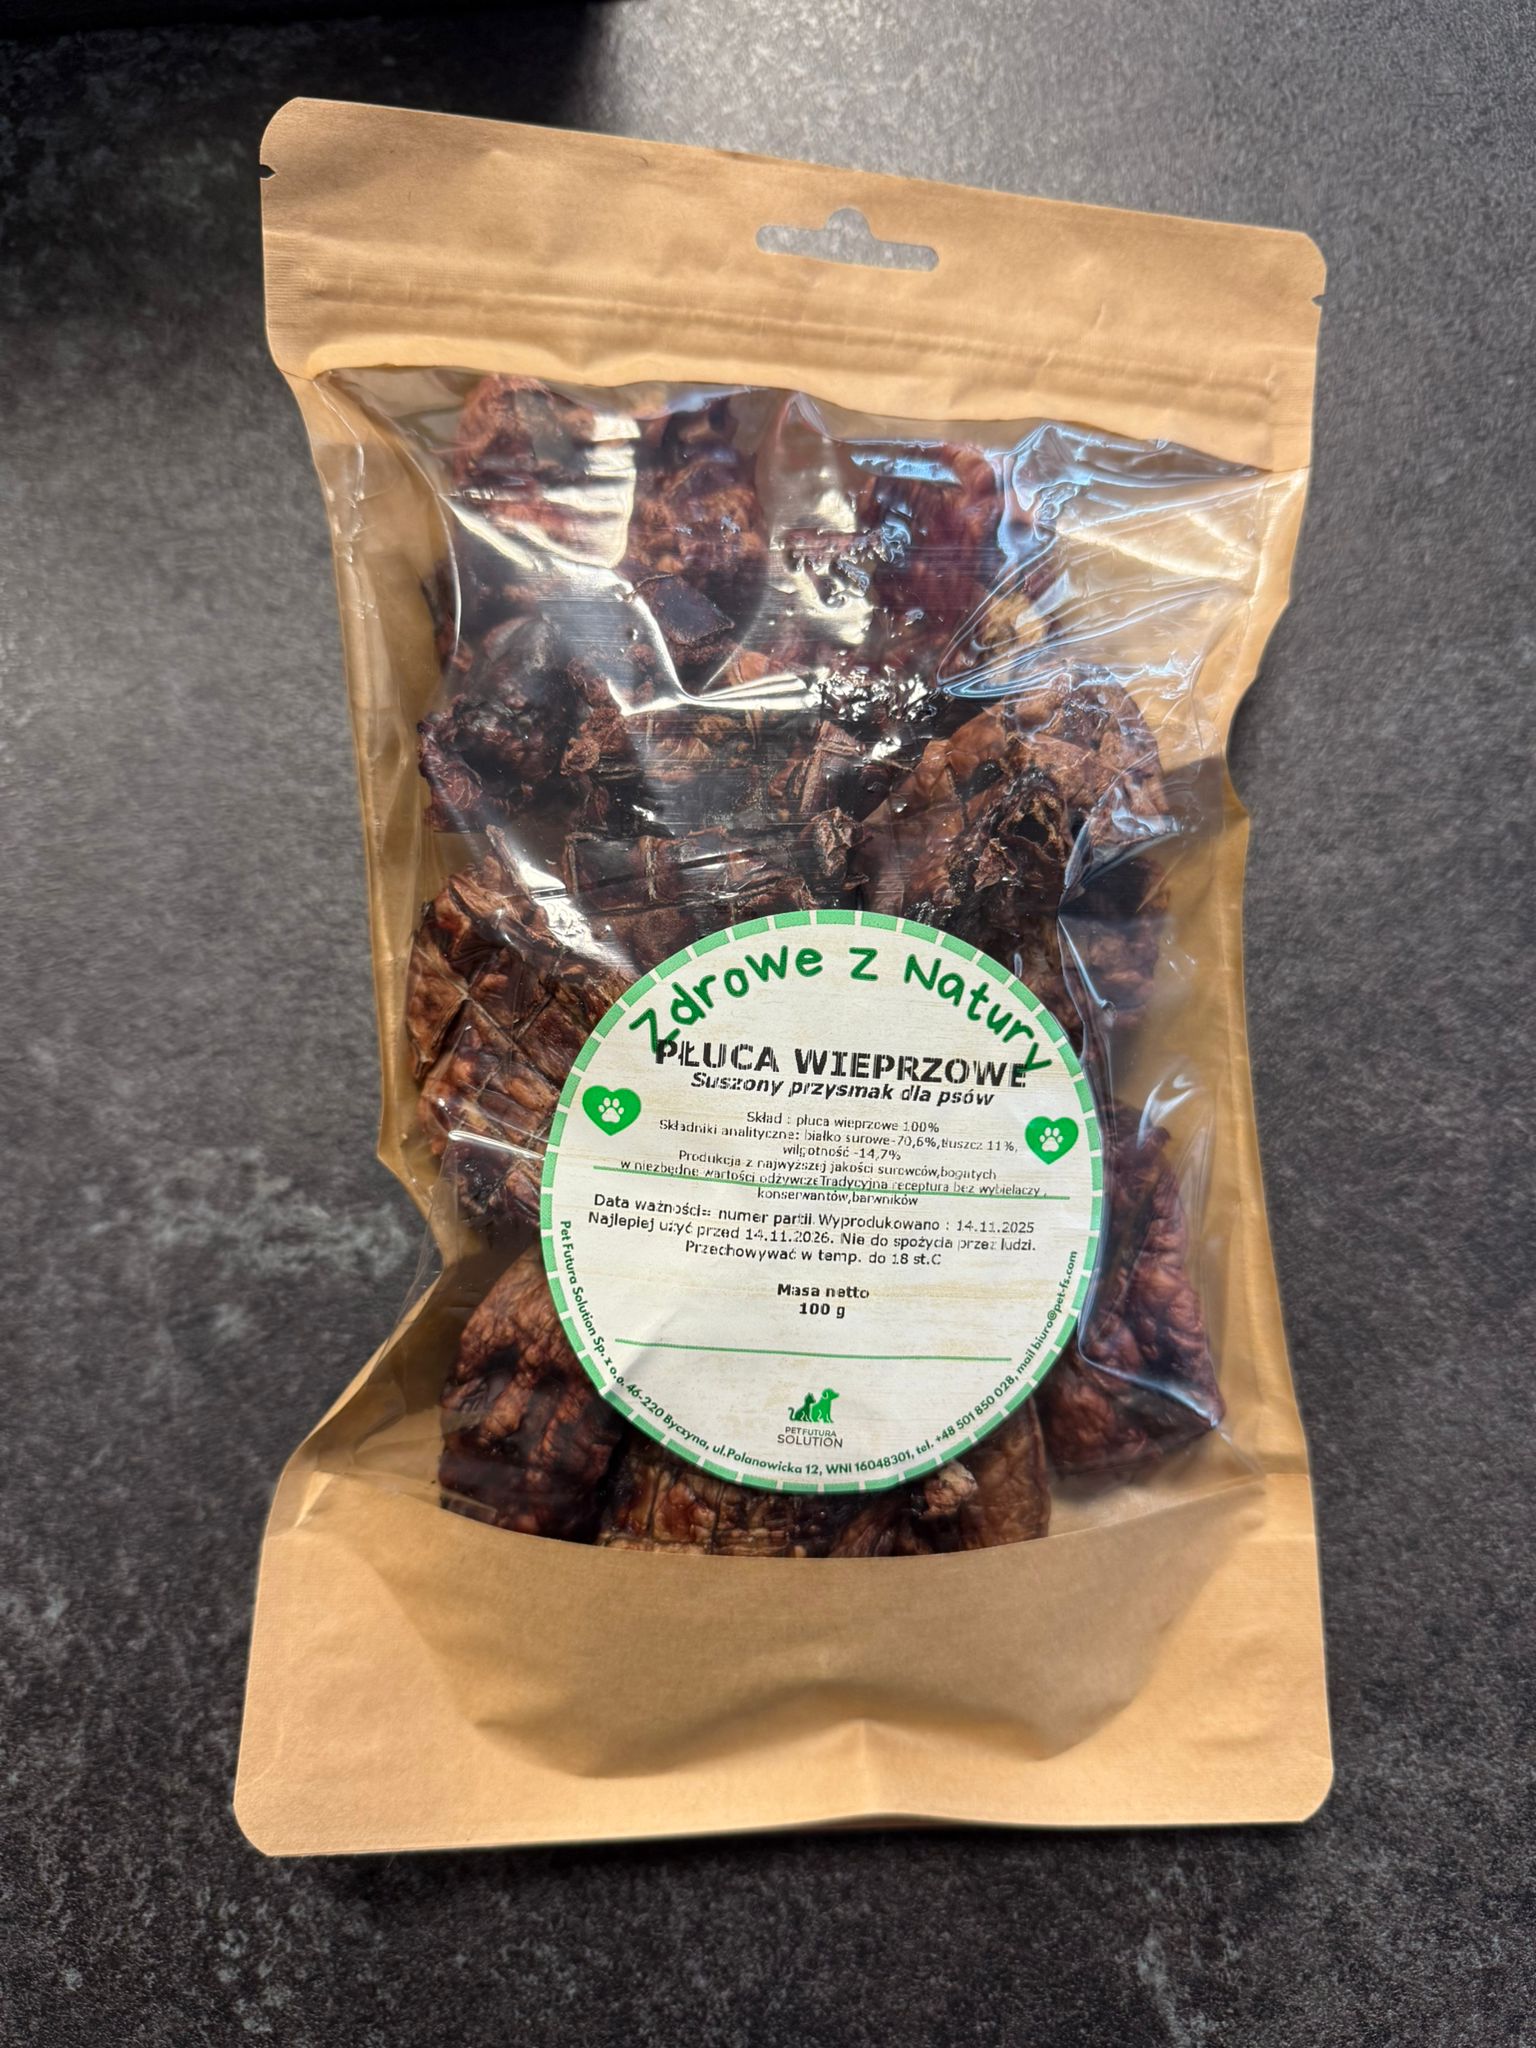 Zdrowe z Natury
PŁUCA WIEPRZOWE
Suszony przysmak dla psów
Skład : płuca wieprzowe 100%
Składniki analityczne: białko surowe-70,6%,tłuszcz 11%,
wilgotność -14,7%
Produkcja z najwyższej jakości surowców,bogatych
w niezbędne wartości odżywczeTradycyjna receptura bez wybielaczy ,
konserwantów,barwników
Data ważności= numer partii.Wyprodukowano : 14.11.2025
Najlepiej użyć przed 14.11.2026. Nie do spożycia przez ludzi.
Przechowywać w temp. do 18 st.C
Masa netto
100 g
PET FUTURA
SOLUTION
Pet Futura Solution Sp. z o.o. 46-220 Byczyna, ul.Polanowicka 12, WNI 16048301, tel. +48 501 850 028, mail biuro@pet-fs.com